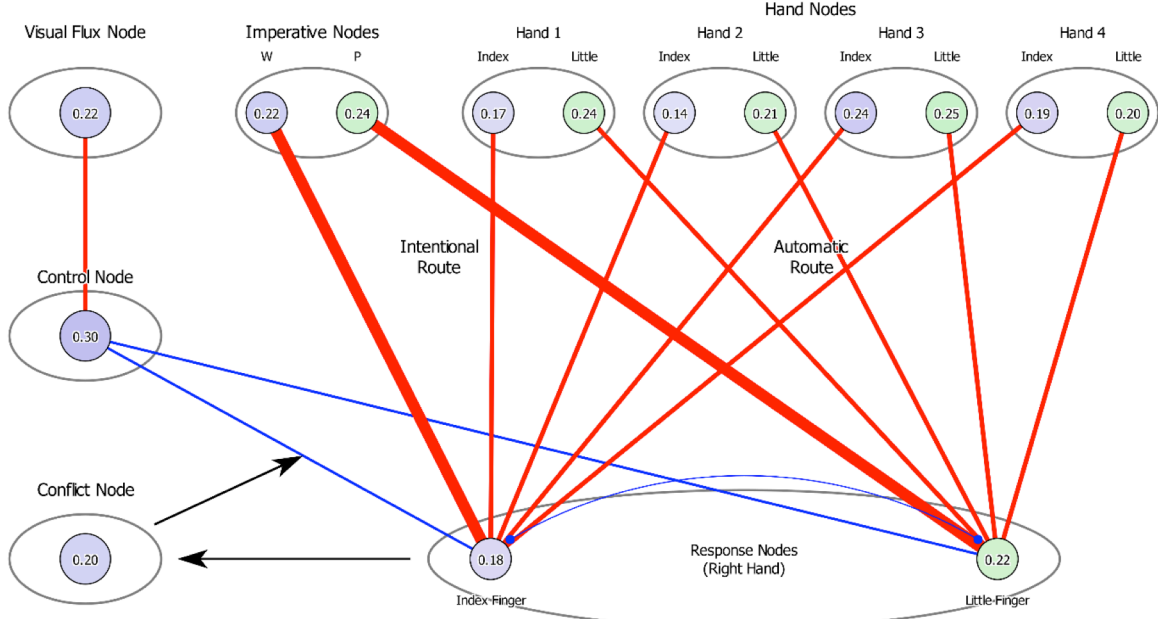 Hand Nodes
Visual Flux Node
Imperative Nodes
Hand 1
Hand 2
Hand 3
Hand 4
W
P
Index
Little
Index
Little
Index
Little
Index
Little
0.22
0.22
0.24
0.17
0.24
0.14
0.21
0.24
0.25
0.19
0.20
Intentional
Route
Automatic
Route
Control Node
0.30
Conflict Node
0.20
0.18
Response Nodes
(Right Hand)
0.22
Index-Finger
Little-Finger